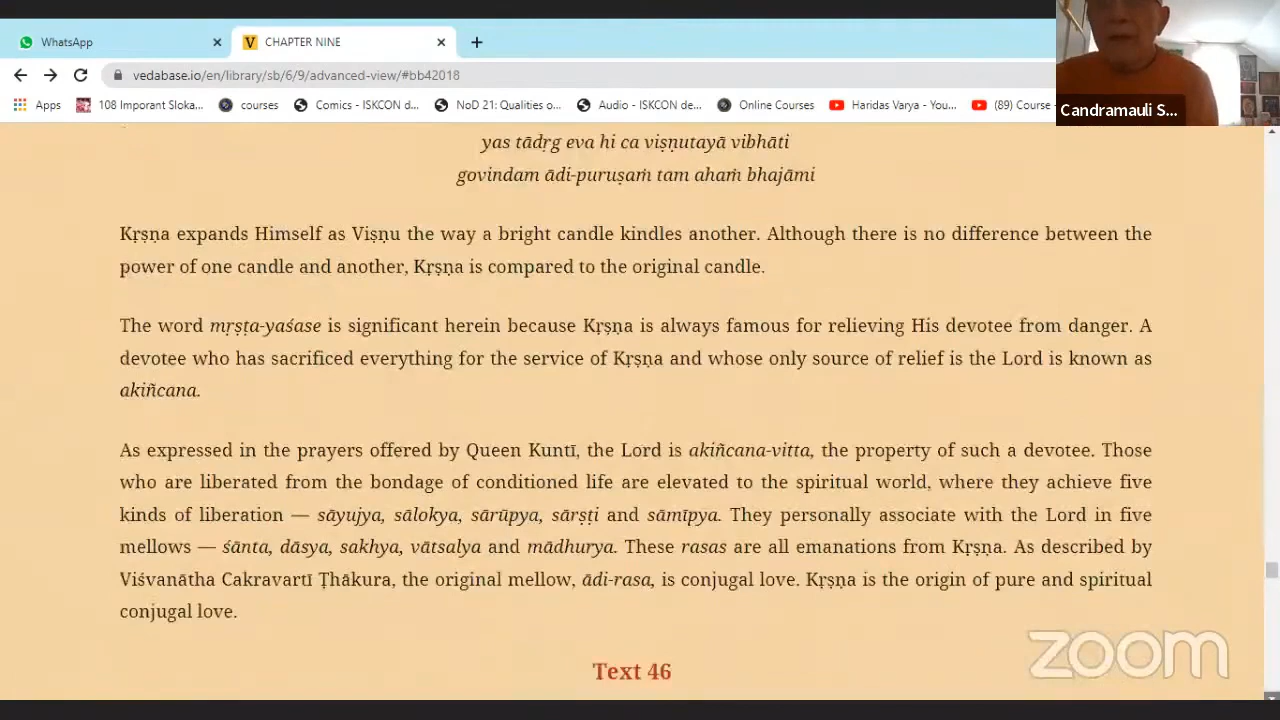 WhatsApp
CHAPTER NINE
vedabase.io/en/library/sb/6/9/advanced-view/#bb42018
Apps
108 Imporant Sloka...
courses
Comics - ISKCON d...
NoD 21: Qualities o...
Audio - ISKCON de...
Online Courses
Haridas Varya - You...
(89) Course
Candramauli S...
yas tādṛg eva hi ca viṣṇutayā vibhāti
govindam ādi-puruṣaṁ tam ahaṁ bhajāmi
Kṛṣṇa expands Himself as Viṣṇu the way a bright candle kindles another. Although there is no difference between the
power of one candle and another, Kṛṣṇa is compared to the original candle.
The word mṛṣṭa-yaśase is significant herein because Kṛṣṇa is always famous for relieving His devotee from danger. A
devotee who has sacrificed everything for the service of Kṛṣṇa and whose only source of relief is the Lord is known as
akiñcana.
As expressed in the prayers offered by Queen Kuntī, the Lord is akiñcana-vitta, the property of such a devotee. Those
who are liberated from the bondage of conditioned life are elevated to the spiritual world, where they achieve five
kinds of liberation — sāyujya, sālokya, sārūpya, sārṣṭi and sāmīpya. They personally associate with the Lord in five
mellows — śānta, dāsya, sakhya, vātsalya and mādhurya. These rasas are all emanations from Kṛṣṇa. As described by
Viśvanātha Cakravartī Ṭhākura, the original mellow, ādi-rasa, is conjugal love. Kṛṣṇa is the origin of pure and spiritual
conjugal love.
Text 46
zoom